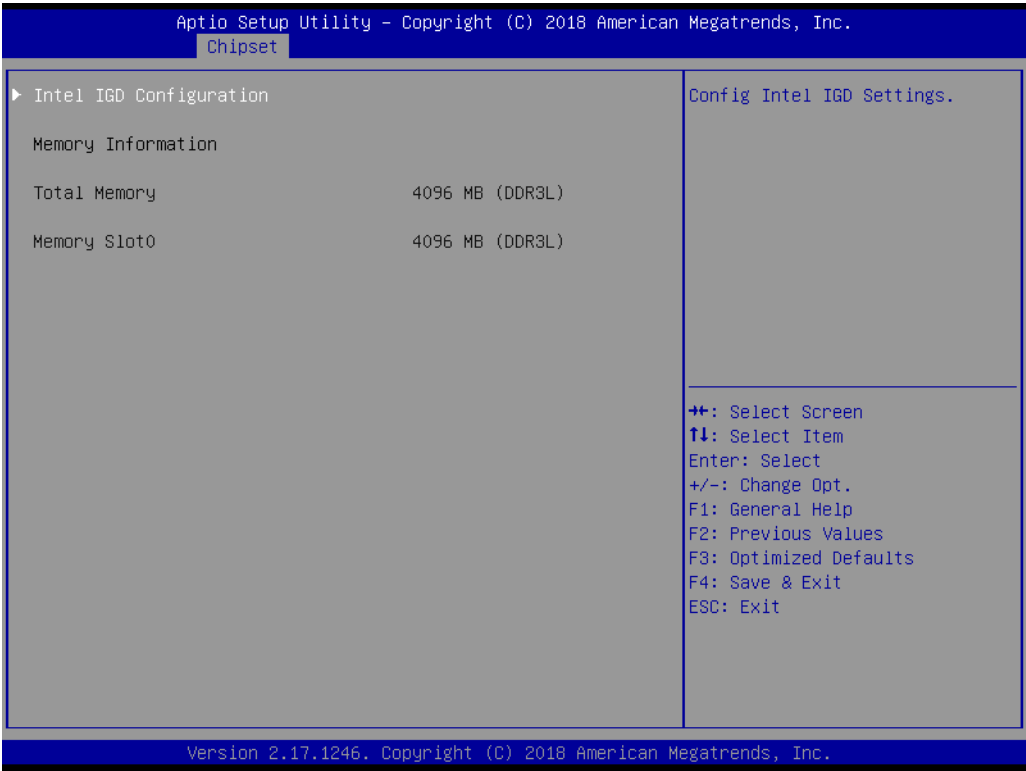 Aptio Setup Utility – Copyright (C) 2018 American Megatrends, Inc.
Chipset
▶ Intel IGD Configuration
Memory Information
Total Memory 4096 MB (DDR3L)
Memory Slot0 4096 MB (DDR3L)
Config Intel IGD Settings.
→←: Select Screen
↑↓: Select Item
Enter: Select
+/-: Change Opt.
F1: General Help
F2: Previous Values
F3: Optimized Defaults
F4: Save & Exit
ESC: Exit
Version 2.17.1246. Copyright (C) 2018 American Megatrends, Inc.